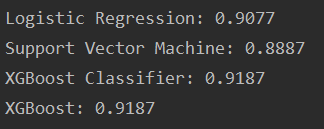 Logistic Regression: 0.9077
Support Vector Machine: 0.8887
XGBoost Classifier: 0.9187
XGBoost: 0.9187